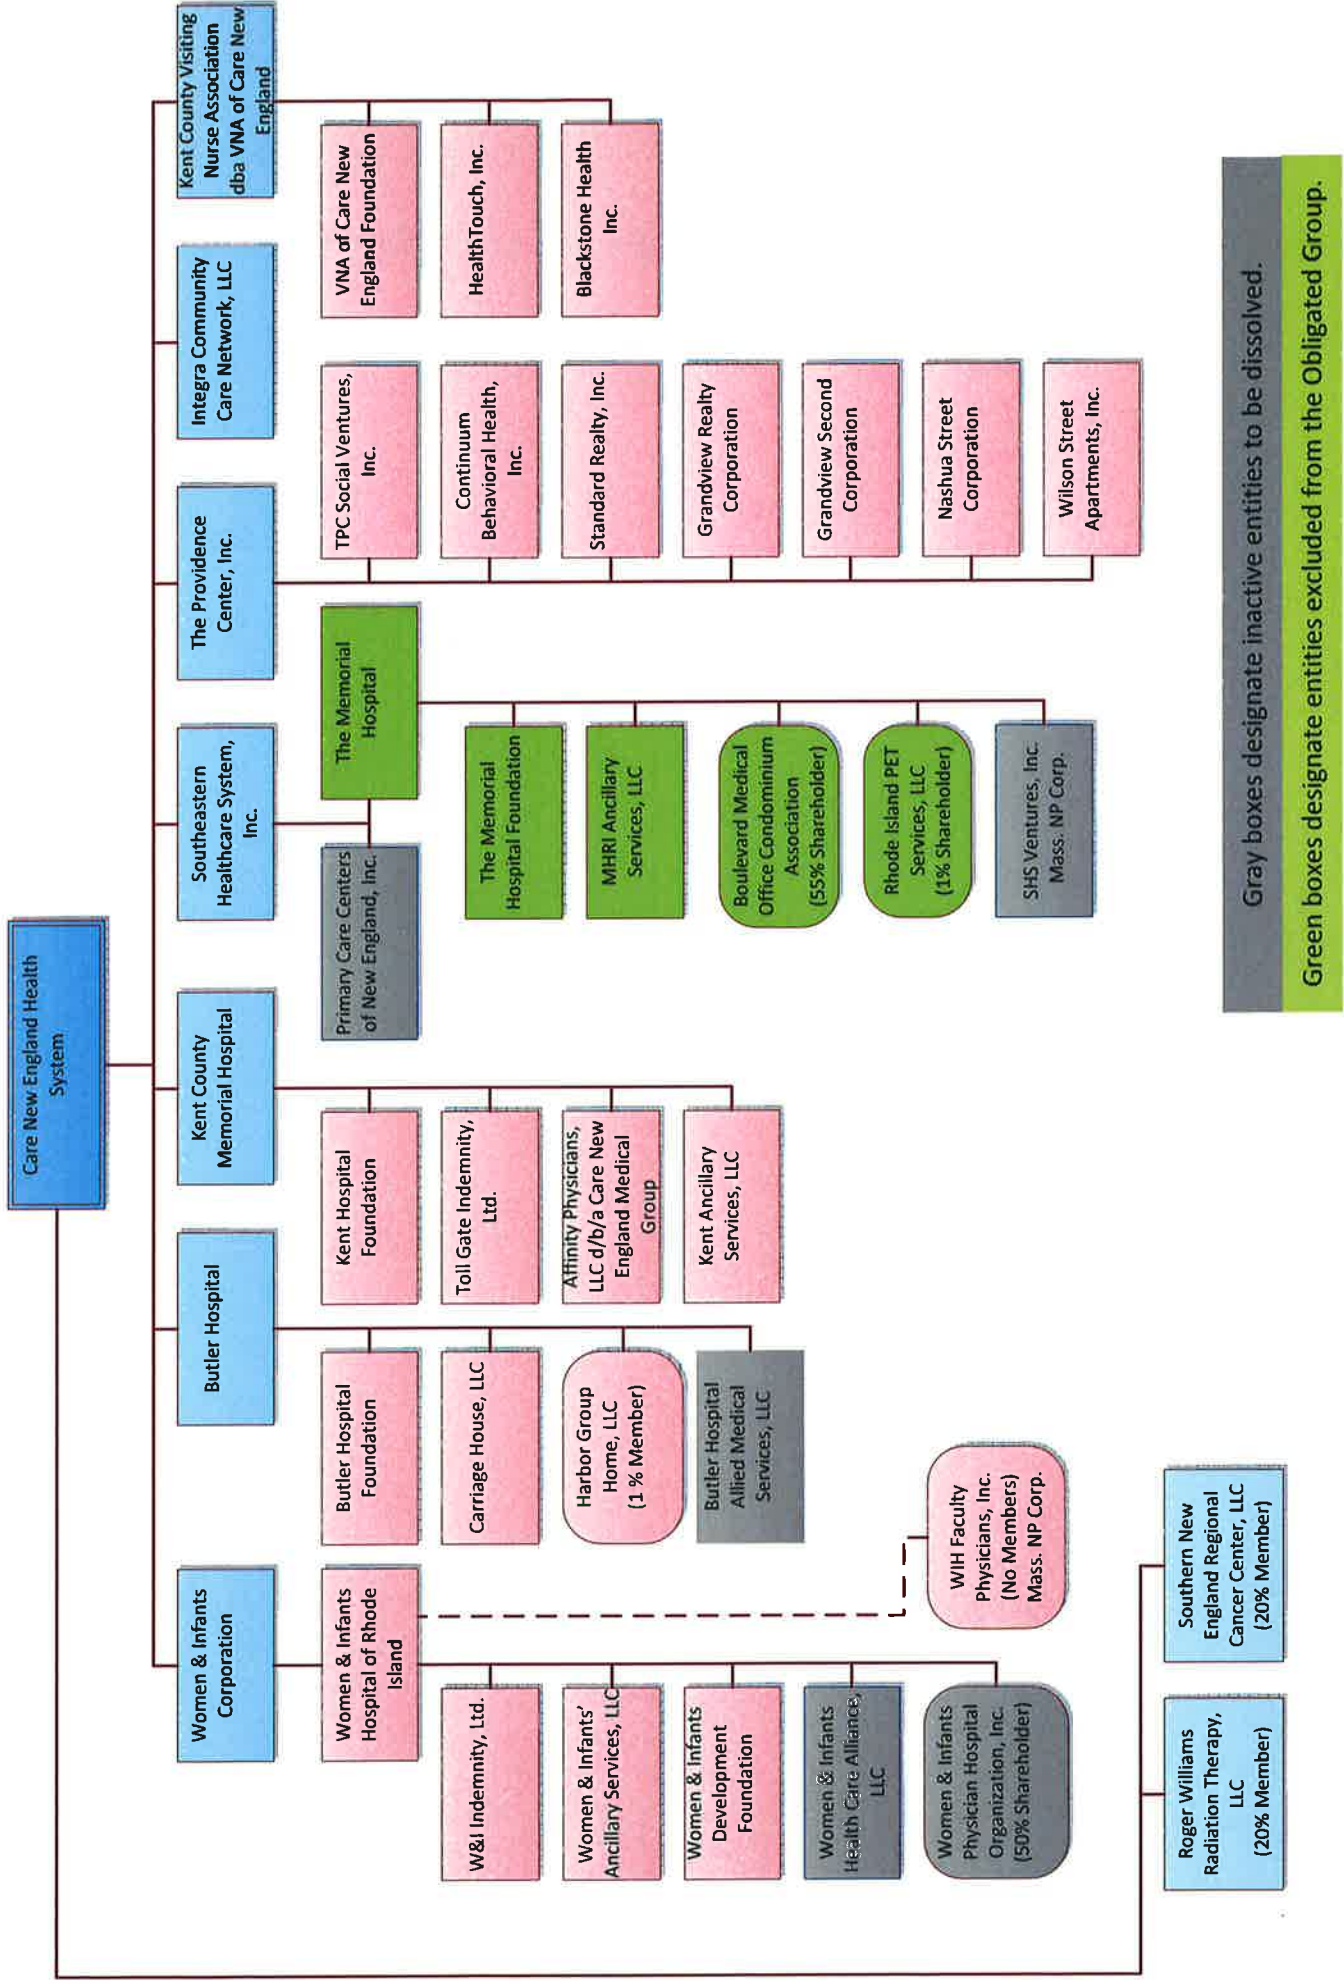 Care New England Health
System
Women & Infants
Corporation
Butler Hospital
Kent County
Memorial Hospital
Southeastern
Healthcare System,
Inc.
The Providence
Center, Inc.
Integra Community
Care Network, LLC
Kent County Visiting
Nurse Association
dba VNA of Care New
England
Women & Infants
Hospital of Rhode
Island
W&I Indemnity, Ltd.
Women & Infants’
Ancillary Services, LLC
Women & Infants
Development
Foundation
Women & Infants
Health Care Alliance,
LLC
Women & Infants
Physician Hospital
Organization, Inc.
(50% Shareholder)
WIH Faculty
Physicians, Inc.
(No Members)
Mass. NP Corp.
Butler Hospital
Foundation
Carriage House, LLC
Harbor Group
Home, LLC
(1 % Member)
Butler Hospital
Allied Medical
Services, LLC
Kent Hospital
Foundation
Toll Gate Indemnity,
Ltd.
Affinity Physicians,
LLC d/b/a Care New
England Medical
Group
Kent Ancillary
Services, LLC
Primary Care Centers
of New England, Inc.
The Memorial
Hospital
The Memorial
Hospital Foundation
MHRI Ancillary
Services, LLC
Boulevard Medical
Office Condominium
Association
(55% Shareholder)
Rhode Island PET
Services, LLC
(1% Shareholder)
SHS Ventures, Inc.
Mass. NP Corp.
TPC Social Ventures,
Inc.
Continuum
Behavioral Health,
Inc.
Standard Realty, Inc.
Grandview Realty
Corporation
Grandview Second
Corporation
Nashua Street
Corporation
Wilson Street
Apartments, Inc.
VNA of Care New
England Foundation
HealthTouch, Inc.
Blackstone Health
Inc.
Roger Williams
Radiation Therapy,
LLC
(20% Member)
Southern New
England Regional
Cancer Center, LLC
(20% Member)
Gray boxes designate inactive entities to be dissolved.
Green boxes designate entities excluded from the Obligated Group.